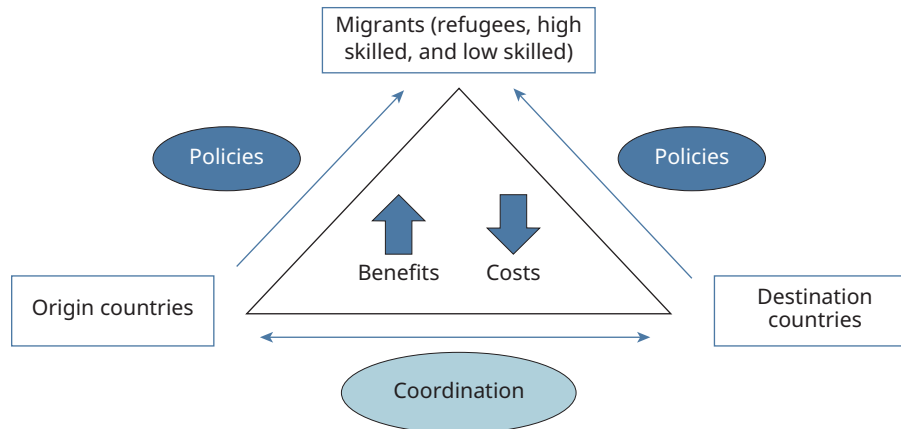 Migrants (refugees, high
skilled, and low skilled)
Policies
Policies
Benefits
Costs
Origin countries
Destination
countries
Coordination